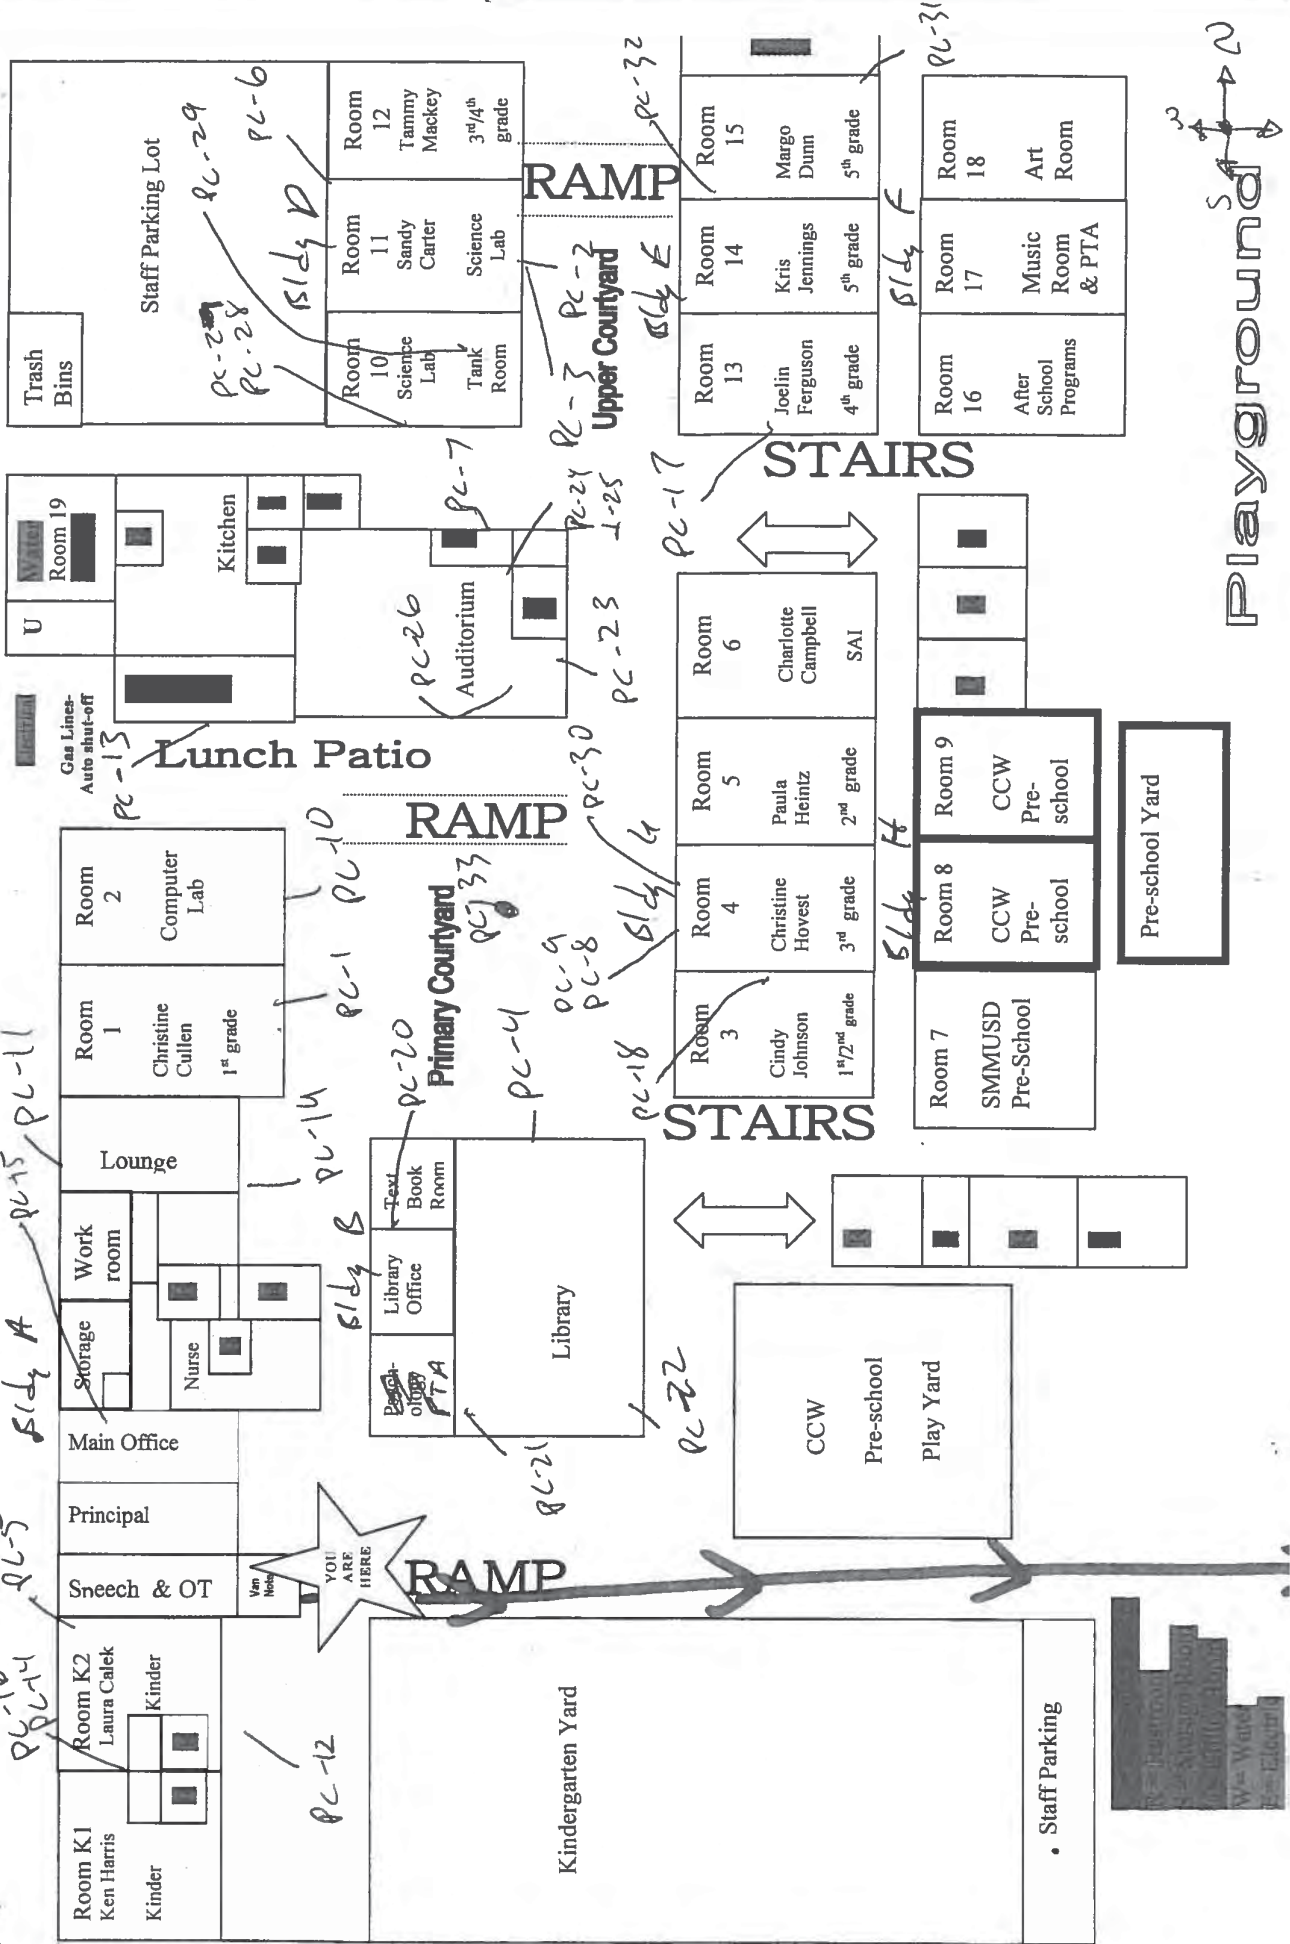 Room K1
Ken Harris
Kinder
Room K2
Laura Calek
Kinder
PC-14
PC-5
Speech & OT
Principal
Main Office
Bldg A
Storage
Work
room
PC-15
PC-11
Lounge
Nurse
Room
1
Christine
Cullen
1st grade
Room
2
Computer
Lab
PC-12
PC-14
PC-1
PC-10
YOU
ARE
HERE
RAMP
Kindergarten Yard
. Staff Parking
Bldg B
PTA
Library
Office
Text
Book
Room
Library
PC-20
PC-21
PC-22
PC-4
Primary Courtyard
PC-33
RAMP
Gas Lines-
Auto shut-off
PC-13
Lunch Patio
U
Water
Room 19
Kitchen
Auditorium
PC-26
PC-7
PC-24
PC-23
Trash
Bins
Staff Parking Lot
PC-28
PC-29
PC-6
Bldg D
Room
10
Science
Lab
Tank
Room
Room
11
Sandy
Carter
Science
Lab
Room
12
Tammy
Mackey
3rd/4th
grade
PC-3
PC-2
Upper Courtyard
RAMP
PC-32
PC-31
Bldg E
Room
13
Joelin
Ferguson
4th grade
Room
14
Kris
Jennings
5th grade
Room
15
Margo
Dunn
5th grade
PC-17
STAIRS
Bldg F
Room
16
After
School
Programs
Room
17
Music
Room
& PTA
Room
18
Art
Room
PC-9
PC-8
PC-30
PC-18
Bldg G
Room
3
Cindy
Johnson
1st/2nd grade
Room
4
Christine
Hovest
3rd grade
Room
5
Paula
Heintz
2nd grade
Room
6
Charlotte
Campbell
SAI
STAIRS
Bldg H
Room 7
SMMUSD
Pre-School
Room 8
CCW
Pre-
school
Room 9
CCW
Pre-
school
Pre-school Yard
CCW
Pre-school
Play Yard
Playground
N
S
W= Water